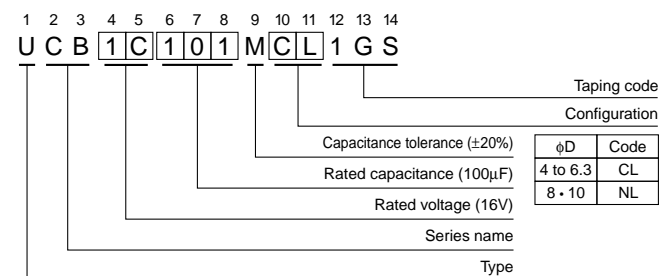 1 2 3 4 5 6 7 8 9 10 11 12 13 14
U C B 1 C 1 0 1 M C L 1 G S
Taping code
Configuration
Capacitance tolerance (±20%)
Rated capacitance (100μF)
Rated voltage (16V)
Series name
Type
ϕD Code
4 to 6.3 CL
8 • 10 NL